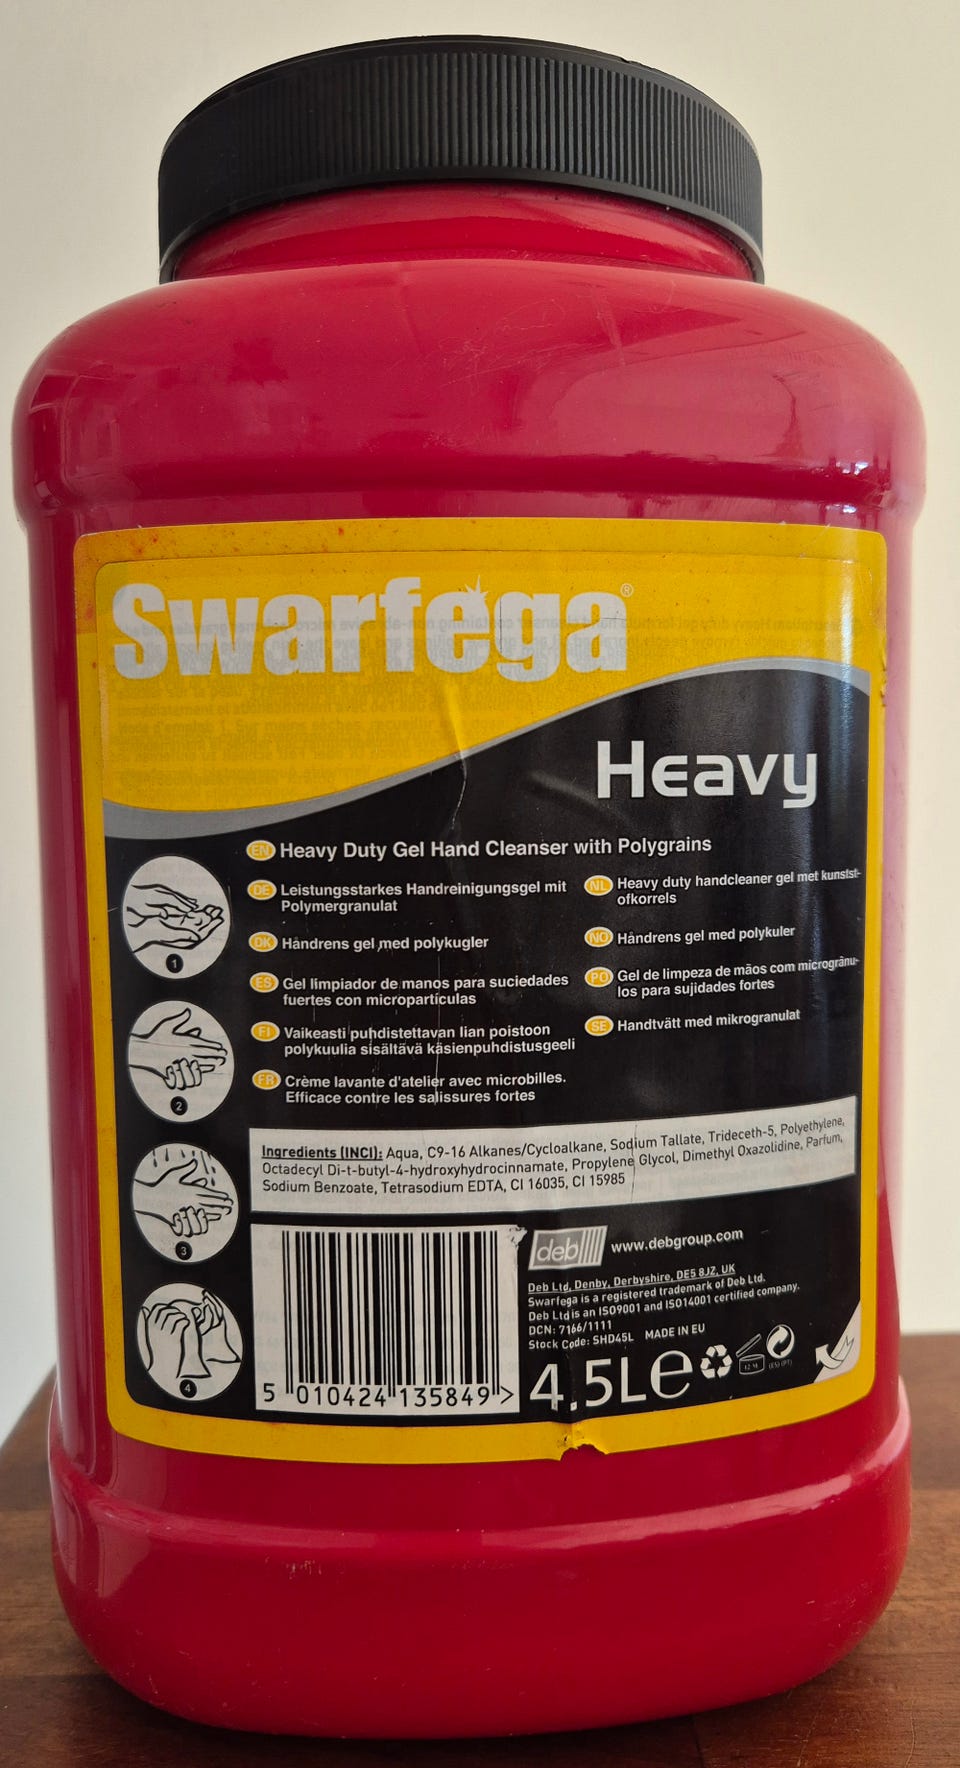 Swarfega®
Heavy
EN Heavy Duty Gel Hand Cleanser with Polygrains
DE Leistungsstarkes Handreinigungsgel mit
Polymergranulat
DK Håndrens gel med polykugler
ES Gel limpiador de manos para suciedades
fuertes con microparticulas
FI Vaikeasti puhdistettavan lian poistoon
polykuulia sisältävä käsienpuhdistusgeeli
FR Crème lavante d'atelier avec microbilles.
Efficace contre les salissures fortes
NL Heavy duty handcleaner gel met kunstst-
ofkorrels
NO Håndrens gel med polykuler
PO Gel de limpeza de mãos com microgrânu-
los para sujidades fortes
SE Handtvätt med mikrogranulat
1
2
3
4
Ingredients (INCI): Aqua, C9-16 Alkanes/Cycloalkane, Sodium Tallate, Trideceth-5, Polyethylene,
Octadecyl Di-t-butyl-4-hydroxyhydrocinnamate, Propylene Glycol, Dimethyl Oxazolidine, Parfum,
Sodium Benzoate, Tetrasodium EDTA, CI 16035, CI 15985
deb www.debgroup.com
Deb Ltd, Denby, Derbyshire, DE5 8JZ, UK
Swarfega is a registered trademark of Deb Ltd.
Deb Ltd is an ISO9001 and ISO14001 certified company.
DCN: 7166/1111
Stock Code: SHD45L MADE IN EU
4.5L℮ 12 M (ES) (PT)
5 010424 135849 >